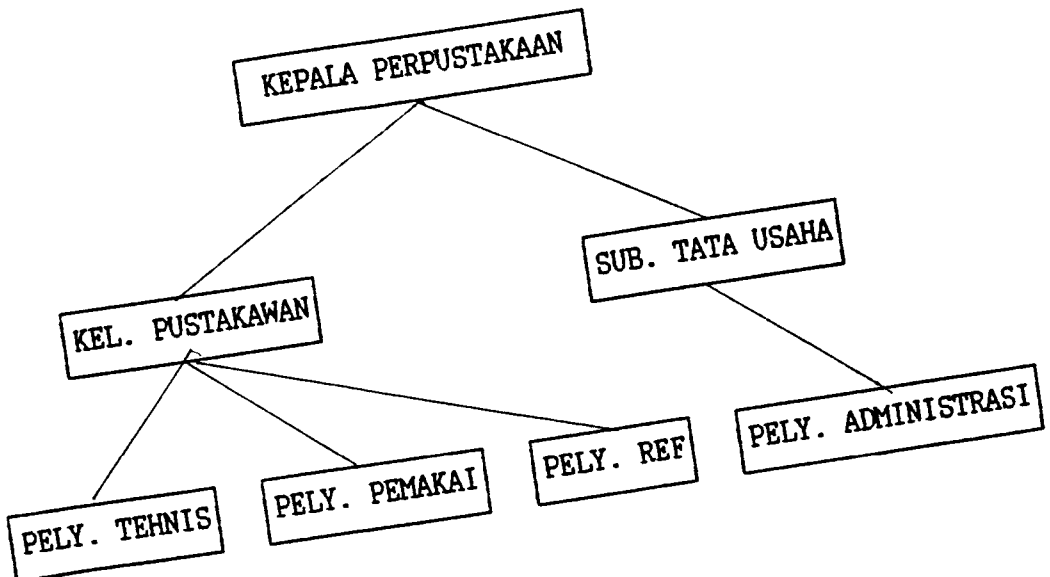 KEPALA PERPUSTAKAAN
SUB. TATA USAHA
KEL. PUSTAKAWAN
PELY. TEHNIS
PELY. PEMAKAI
PELY. REF
PELY. ADMINISTRASI